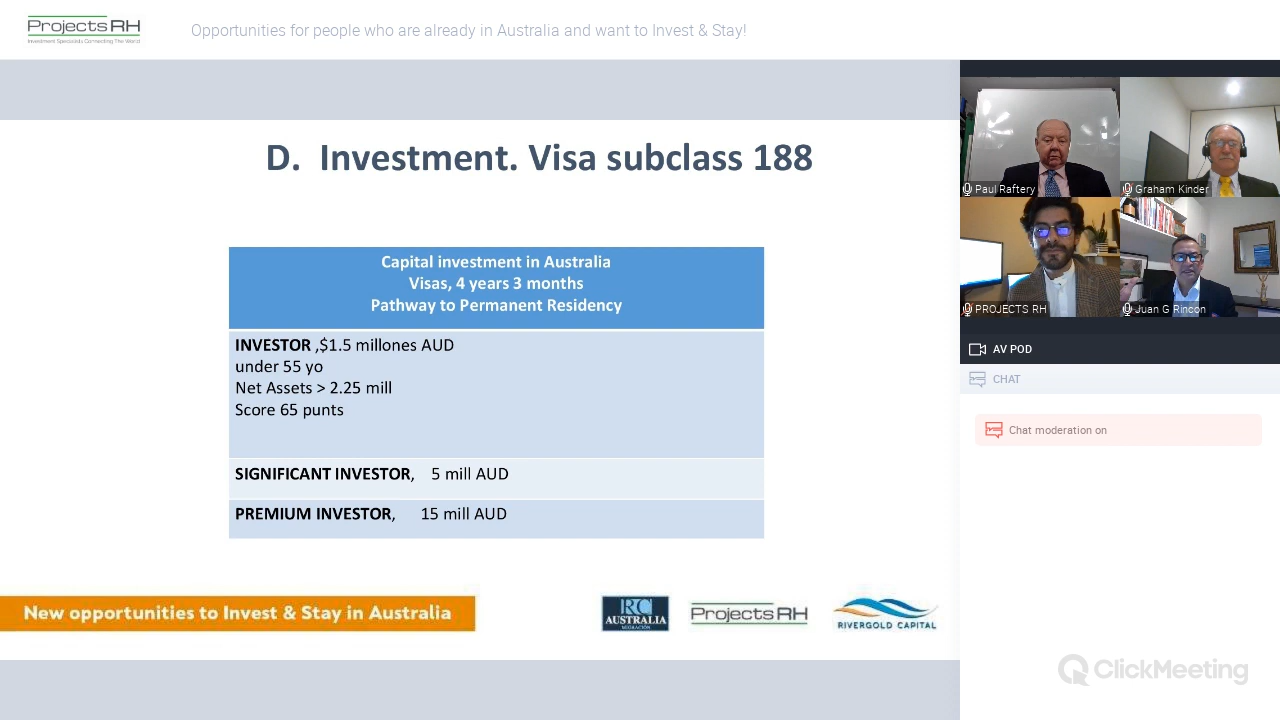 ProjectsRH
Investment Specialists Connecting The World
Opportunities for people who are already in Australia and want to Invest & Stay!
D. Investment. Visa subclass 188
Capital investment in Australia
Visas, 4 years 3 months
Pathway to Permanent Residency
INVESTOR ,$1.5 millones AUD
under 55 yo
Net Assets > 2.25 mill
Score 65 punts
SIGNIFICANT INVESTOR, 5 mill AUD
PREMIUM INVESTOR, 15 mill AUD
New opportunities to Invest & Stay in Australia
RC
AUSTRALIA
MIGRACIÓN
ProjectsRH
RIVERGOLD CAPITAL
Paul Raftery
Graham Kinder
PROJECTS RH
Juan G Rincon
AV POD
CHAT
Chat moderation on
ClickMeeting